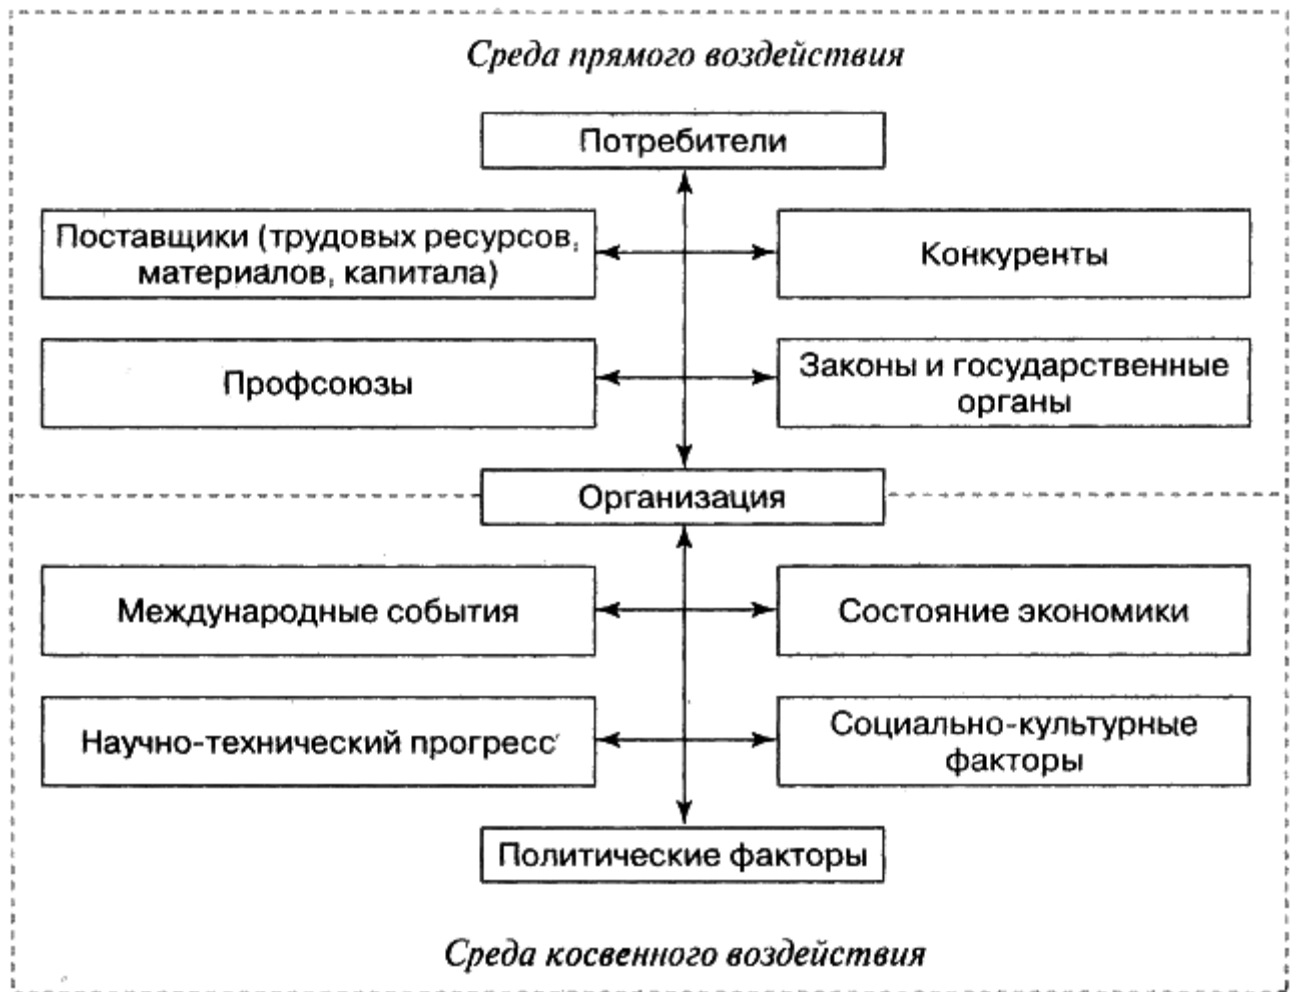 Среда прямого воздействия
Потребители
Поставщики (трудовых ресурсов,
материалов, капитала)
Конкуренты
Профсоюзы
Законы и государственные
органы
Организация
Международные события
Состояние экономики
Научно-технический прогресс
Социально-культурные
факторы
Политические факторы
Среда косвенного воздействия